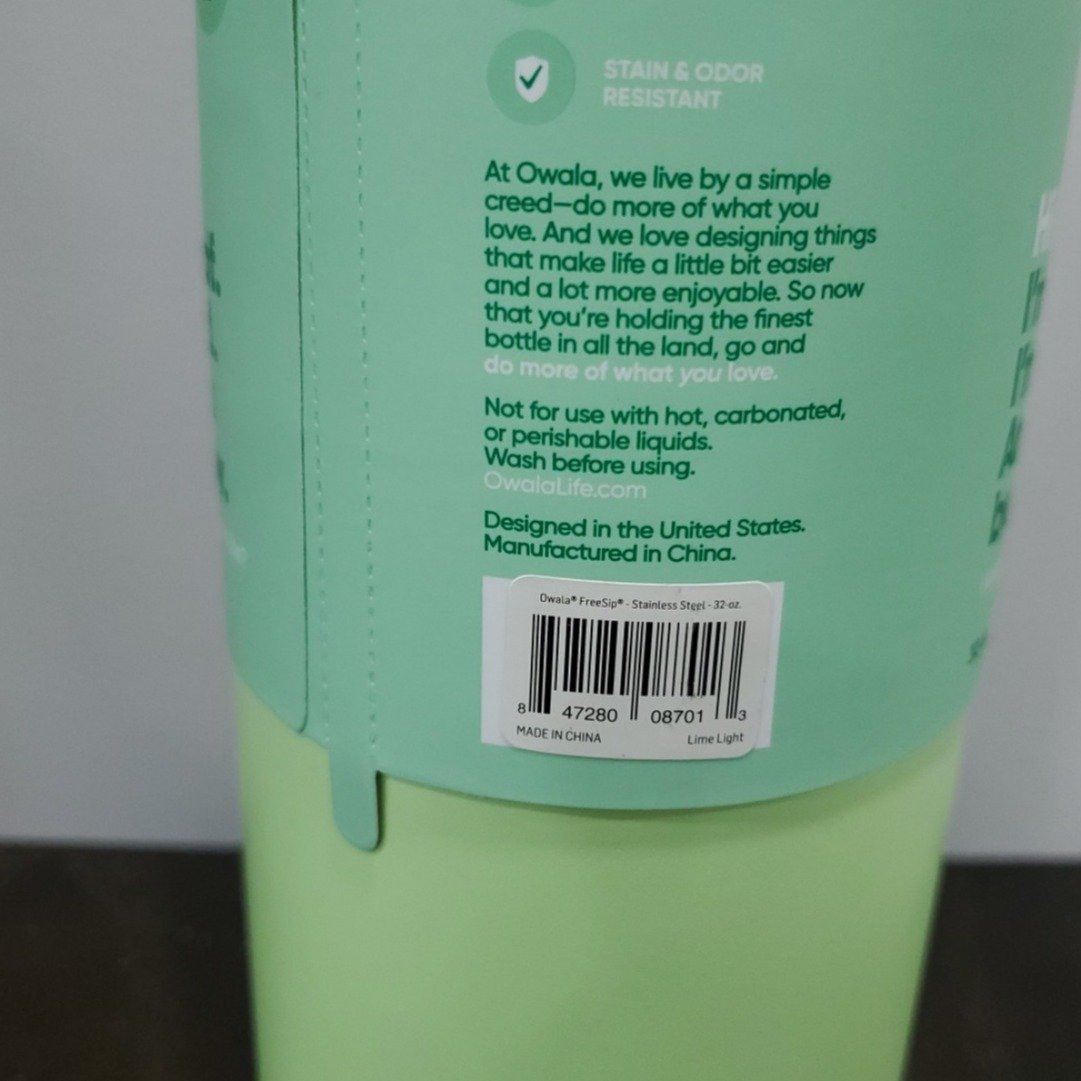 STAIN & ODOR
RESISTANT
At Owala, we live by a simple
creed—do more of what you
love. And we love designing things
that make life a little bit easier
and a lot more enjoyable. So now
that you're holding the finest
bottle in all the land, go and
do more of what you love.
Not for use with hot, carbonated,
or perishable liquids.
Wash before using.
OwalaLife.com
Designed in the United States.
Manufactured in China.
Owala® FreeSip® - Stainless Steel - 32-oz.
8 47280 08701 3
MADE IN CHINA
Lime Light